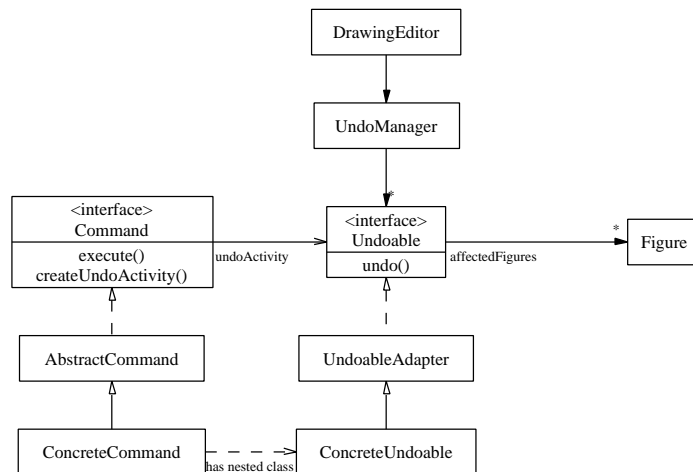 DrawingEditor
UndoManager
*
<interface>
Command
execute()
createUndoActivity()
undoActivity
<interface>
Undoable
undo()
affectedFigures
*
Figure
AbstractCommand
UndoableAdapter
ConcreteCommand
has nested class
ConcreteUndoable